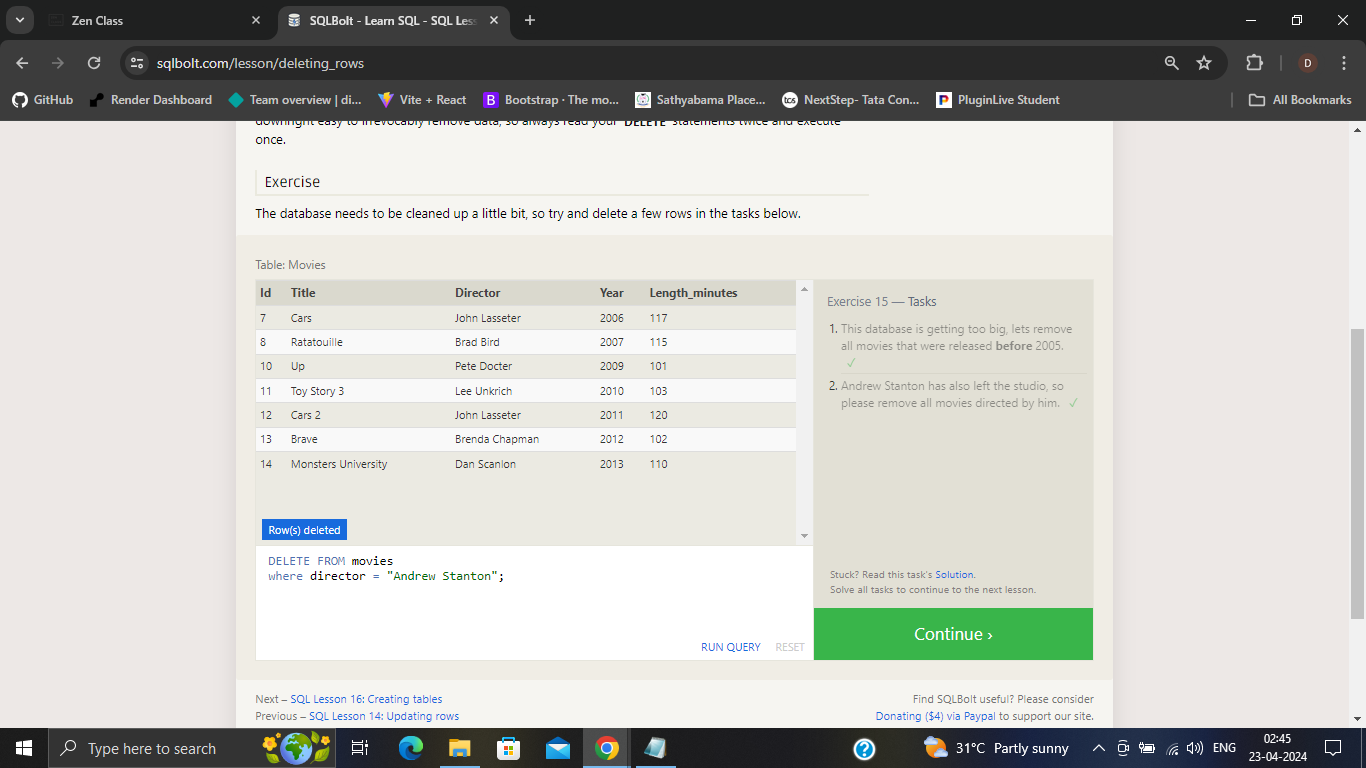 Zen Class
SQLBolt - Learn SQL - SQL Les
sqlbolt.com/lesson/deleting_rows
D
GitHub
Render Dashboard
Team overview | di...
Vite + React
B
Bootstrap · The mo...
Sathyabama Place...
tcs
NextStep- Tata Con...
PluginLive Student
All Bookmarks
downright easy to irrevocably remove data, so always read your DELETE statements twice and execute
once.
Exercise
The database needs to be cleaned up a little bit, so try and delete a few rows in the tasks below.
Table: Movies
Id Title Director Year Length_minutes
7 Cars John Lasseter 2006 117
8 Ratatouille Brad Bird 2007 115
10 Up Pete Docter 2009 101
11 Toy Story 3 Lee Unkrich 2010 103
12 Cars 2 John Lasseter 2011 120
13 Brave Brenda Chapman 2012 102
14 Monsters University Dan Scanlon 2013 110
Row(s) deleted
DELETE FROM movies
where director = "Andrew Stanton";
RUN QUERY RESET
Exercise 15 — Tasks
1. This database is getting too big, lets remove
all movies that were released before 2005.
✓
2. Andrew Stanton has also left the studio, so
please remove all movies directed by him. ✓
Stuck? Read this task's Solution.
Solve all tasks to continue to the next lesson.
Continue ›
Next – SQL Lesson 16: Creating tables
Previous – SQL Lesson 14: Updating rows
Find SQLBolt useful? Please consider
Donating ($4) via Paypal to support our site.
Type here to search
31°C Partly sunny
ENG
02:45
23-04-2024